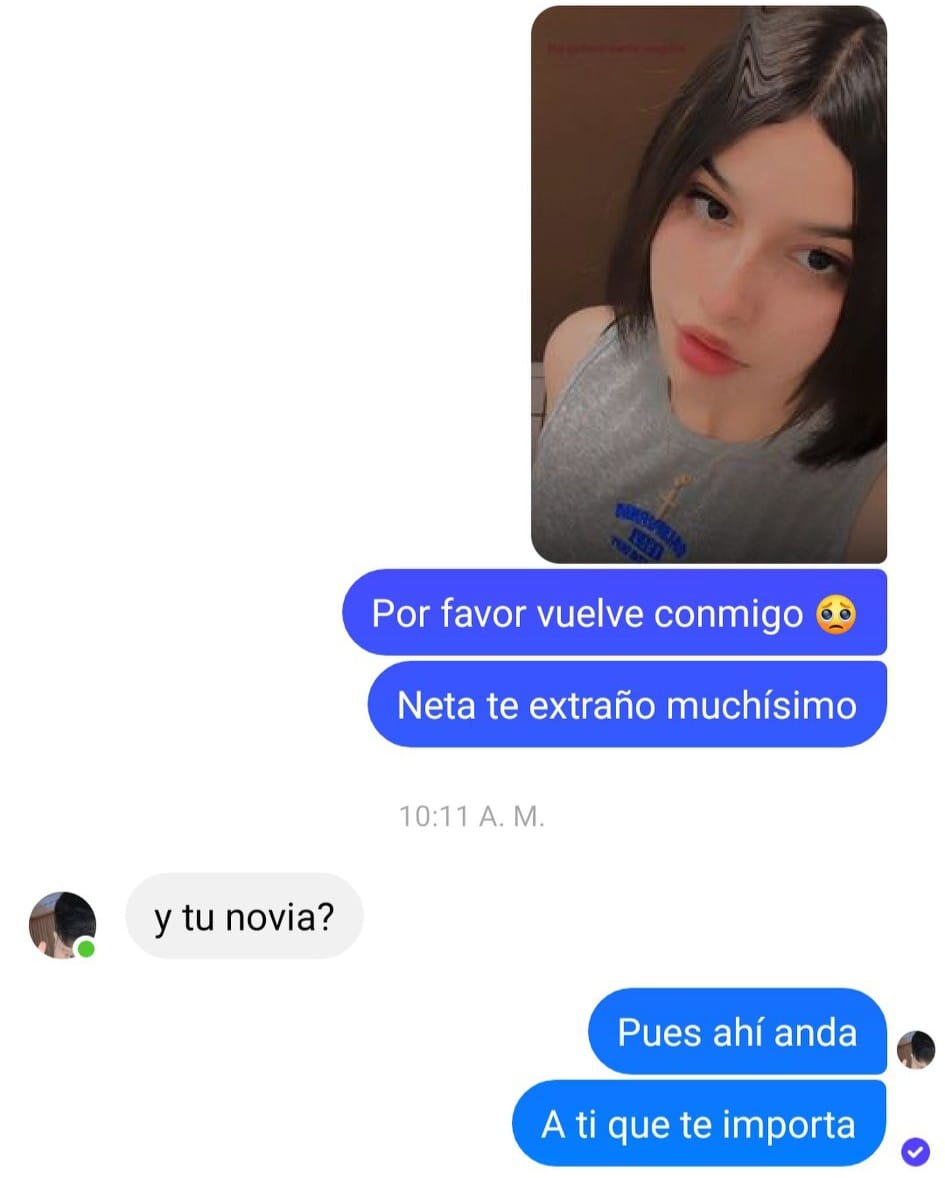 Por favor vuelve conmigo 🥺
Neta te extraño muchísimo
10:11 A. M.
y tu novia?
Pues ahí anda
A ti que te importa